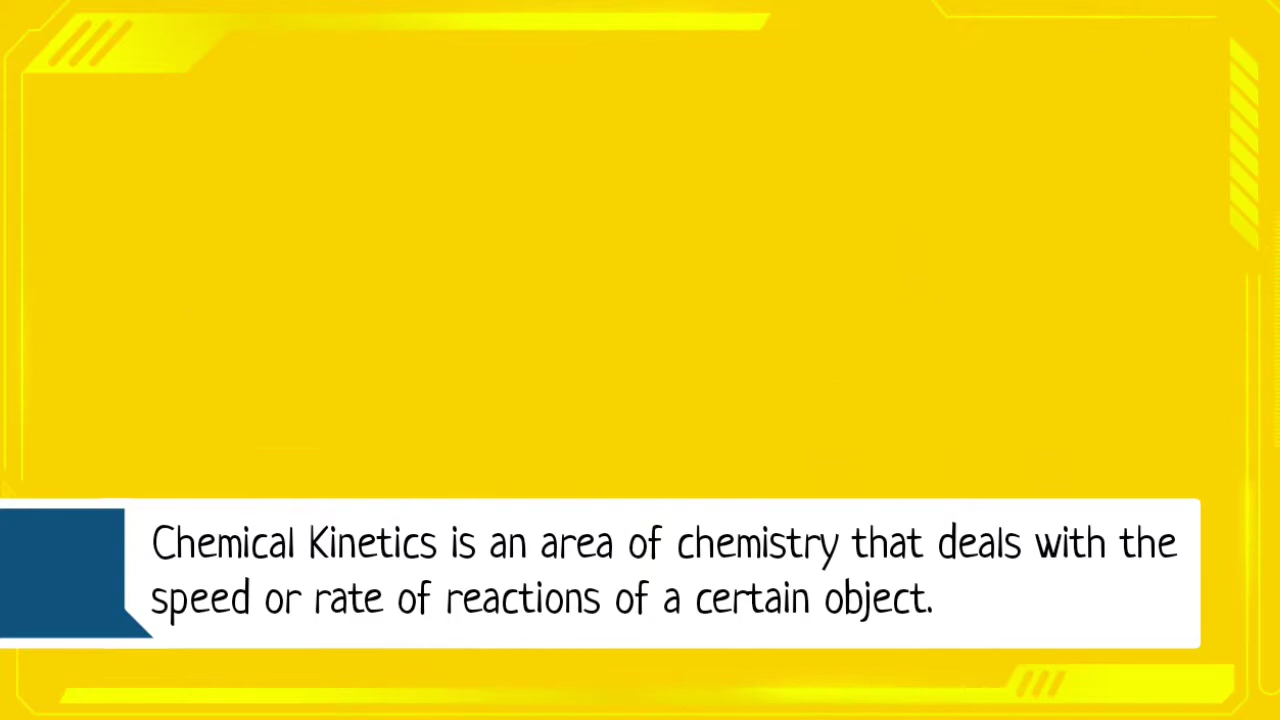 Chemical Kinetics is an area of chemistry that deals with the
speed or rate of reactions of a certain object.